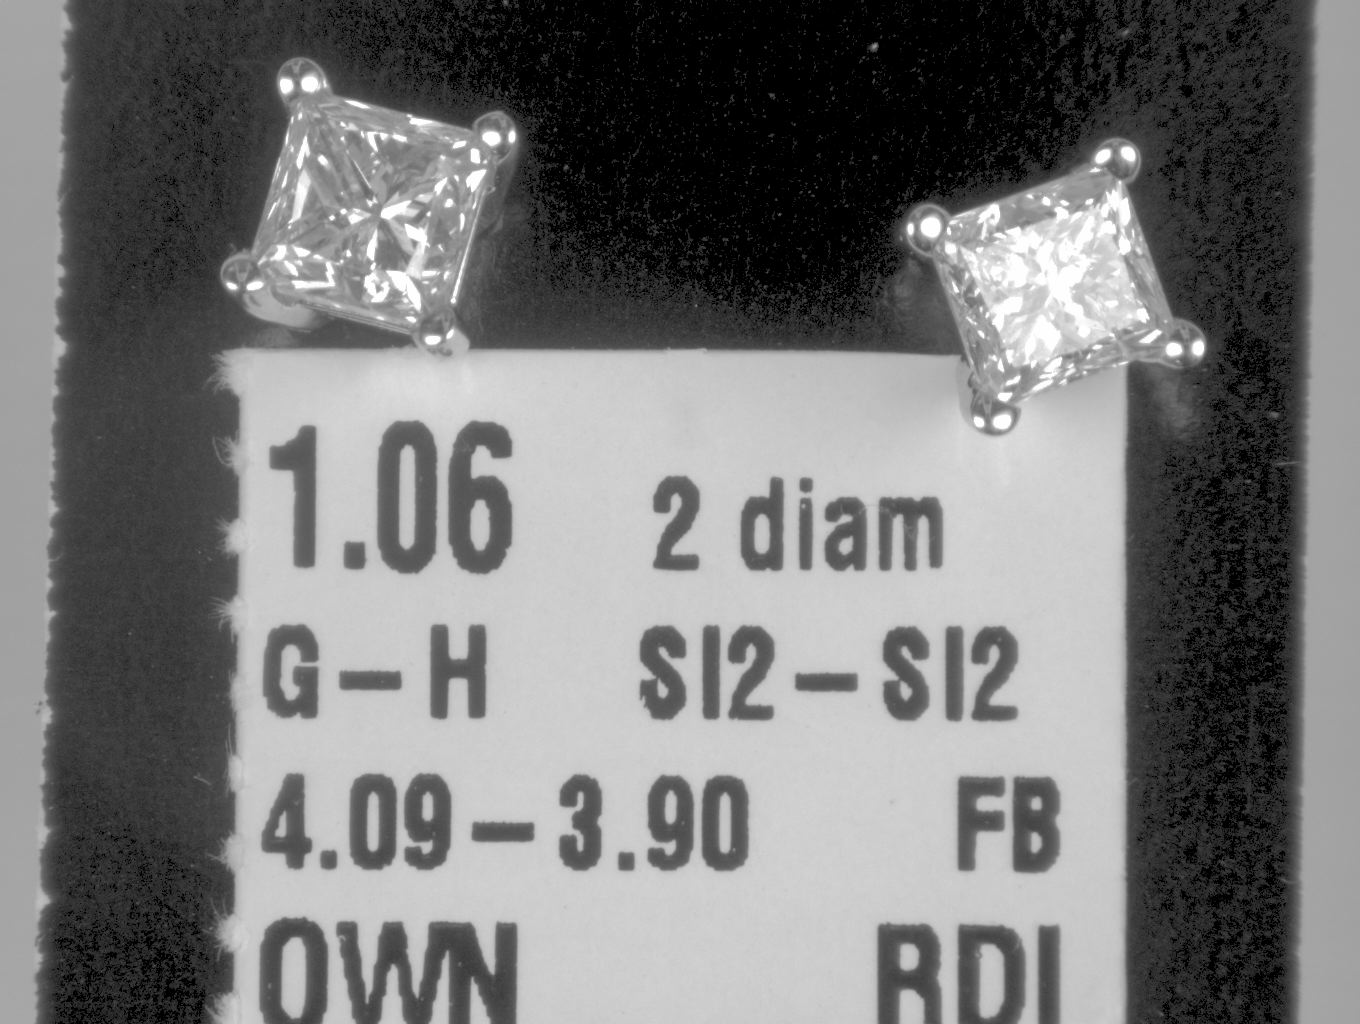 1.06 2 diam
G-H SI2-SI2
4.09-3.90 FB
OWN RDI